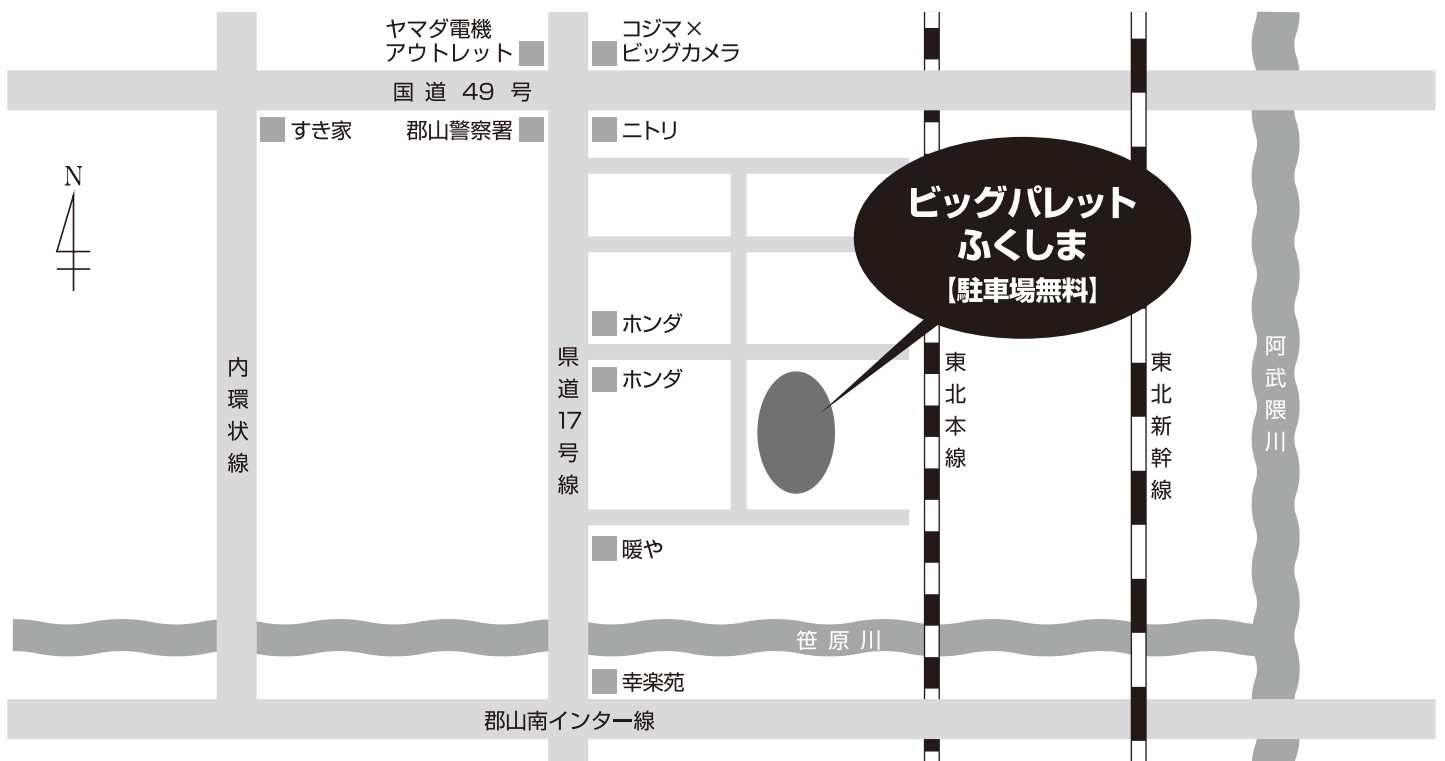 ヤマダ電機
アウトレット
コジマ×
ビッグカメラ
国道 49 号
すき家
郡山警察署
ニトリ
N
ビッグパレット
ふくしま
【駐車場無料】
ホンダ
ホンダ
内環状線
県道17号線
東北本線
東北新幹線
阿武隈川
暖や
笹原川
幸楽苑
郡山南インター線